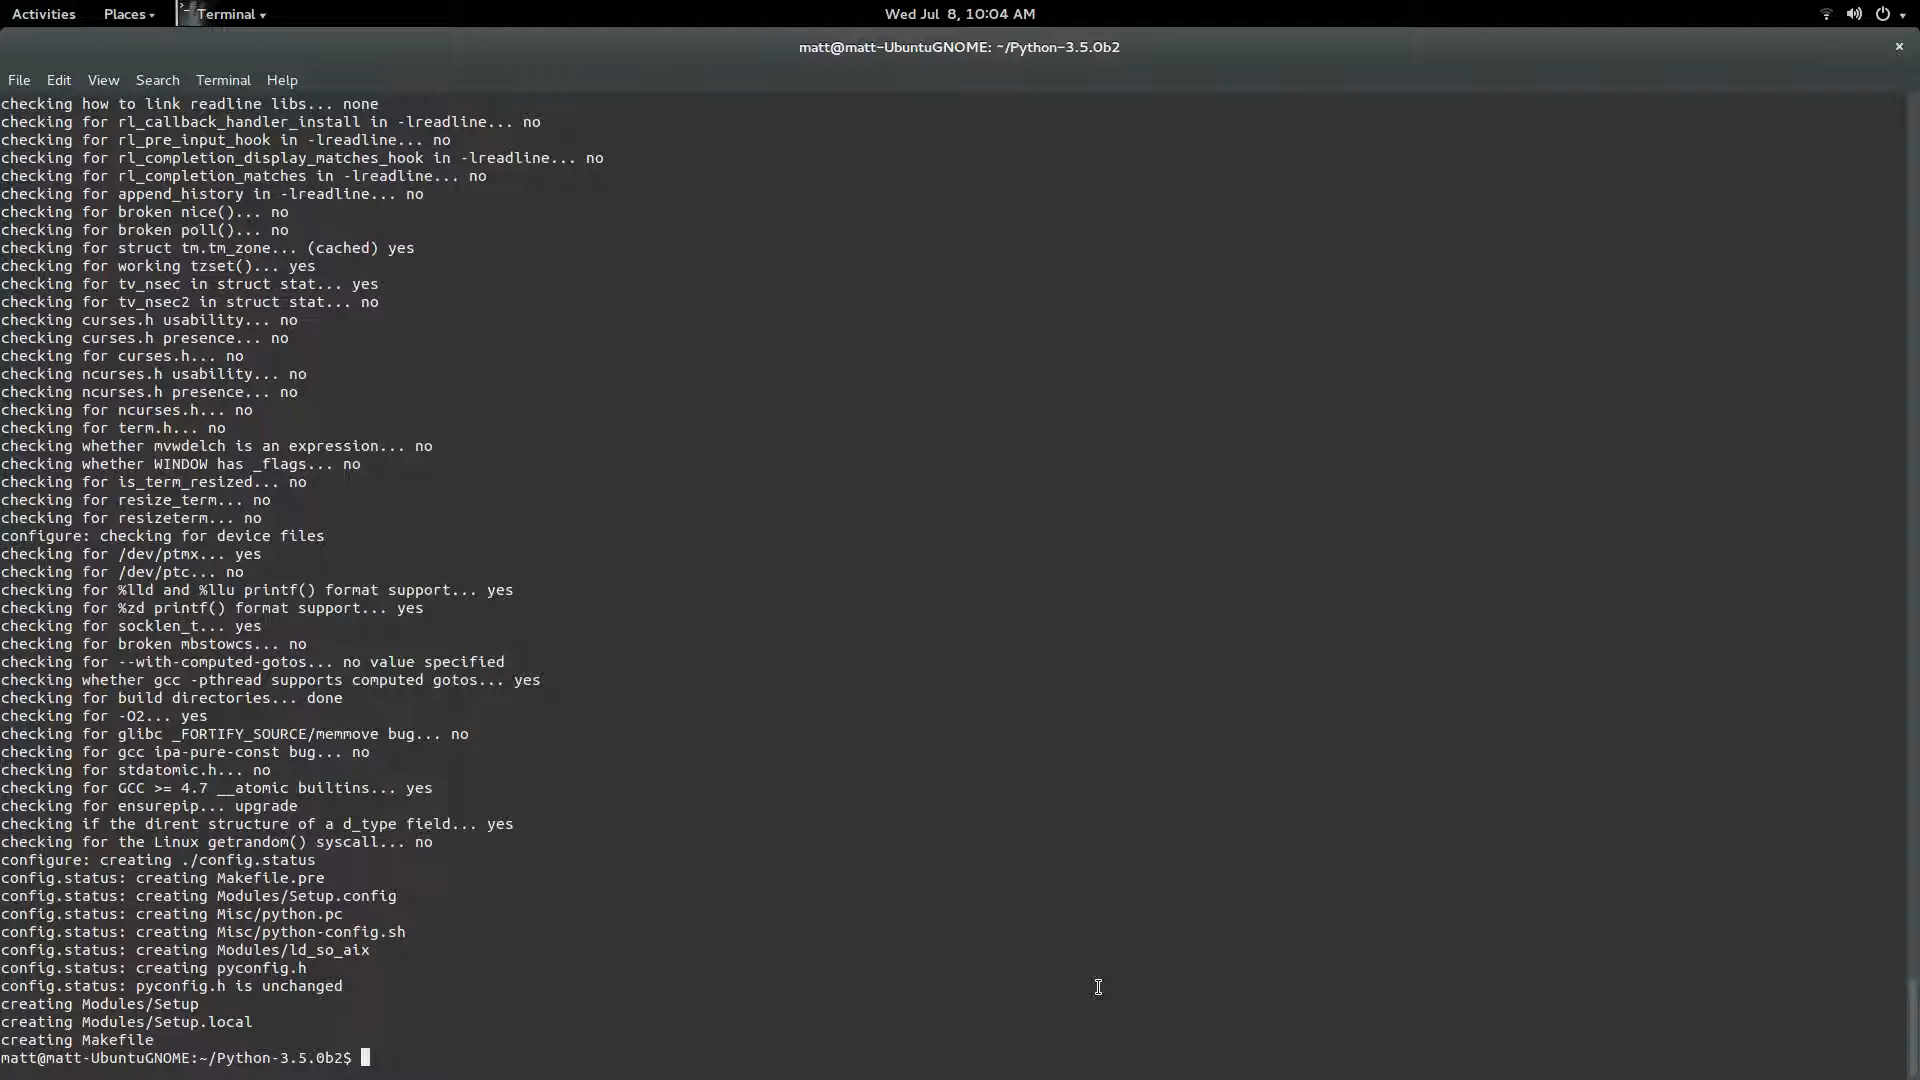 Activities Places Terminal Wed Jul 8, 10:04 AM
matt@matt-UbuntuGNOME: ~/Python-3.5.0b2
File Edit View Search Terminal Help
checking how to link readline libs... none
checking for rl_callback_handler_install in -lreadline... no
checking for rl_pre_input_hook in -lreadline... no
checking for rl_completion_display_matches_hook in -lreadline... no
checking for rl_completion_matches in -lreadline... no
checking for append_history in -lreadline... no
checking for broken nice()... no
checking for broken poll()... no
checking for struct tm.tm_zone... (cached) yes
checking for working tzset()... yes
checking for tv_nsec in struct stat... yes
checking for tv_nsec2 in struct stat... no
checking curses.h usability... no
checking curses.h presence... no
checking for curses.h... no
checking ncurses.h usability... no
checking ncurses.h presence... no
checking for ncurses.h... no
checking for term.h... no
checking whether mvwdelch is an expression... no
checking whether WINDOW has _flags... no
checking for is_term_resized... no
checking for resize_term... no
checking for resizeterm... no
configure: checking for device files
checking for /dev/ptmx... yes
checking for /dev/ptc... no
checking for %lld and %llu printf() format support... yes
checking for %zd printf() format support... yes
checking for socklen_t... yes
checking for broken mbstowcs... no
checking for --with-computed-gotos... no value specified
checking whether gcc -pthread supports computed gotos... yes
checking for build directories... done
checking for -O2... yes
checking for glibc _FORTIFY_SOURCE/memmove bug... no
checking for gcc ipa-pure-const bug... no
checking for stdatomic.h... no
checking for GCC >= 4.7 __atomic builtins... yes
checking for ensurepip... upgrade
checking if the dirent structure of a d_type field... yes
checking for the Linux getrandom() syscall... no
configure: creating ./config.status
config.status: creating Makefile.pre
config.status: creating Modules/Setup.config
config.status: creating Misc/python.pc
config.status: creating Misc/python-config.sh
config.status: creating Modules/ld_so_aix
config.status: creating pyconfig.h
config.status: pyconfig.h is unchanged
creating Modules/Setup
creating Modules/Setup.local
creating Makefile
matt@matt-UbuntuGNOME:~/Python-3.5.0b2$